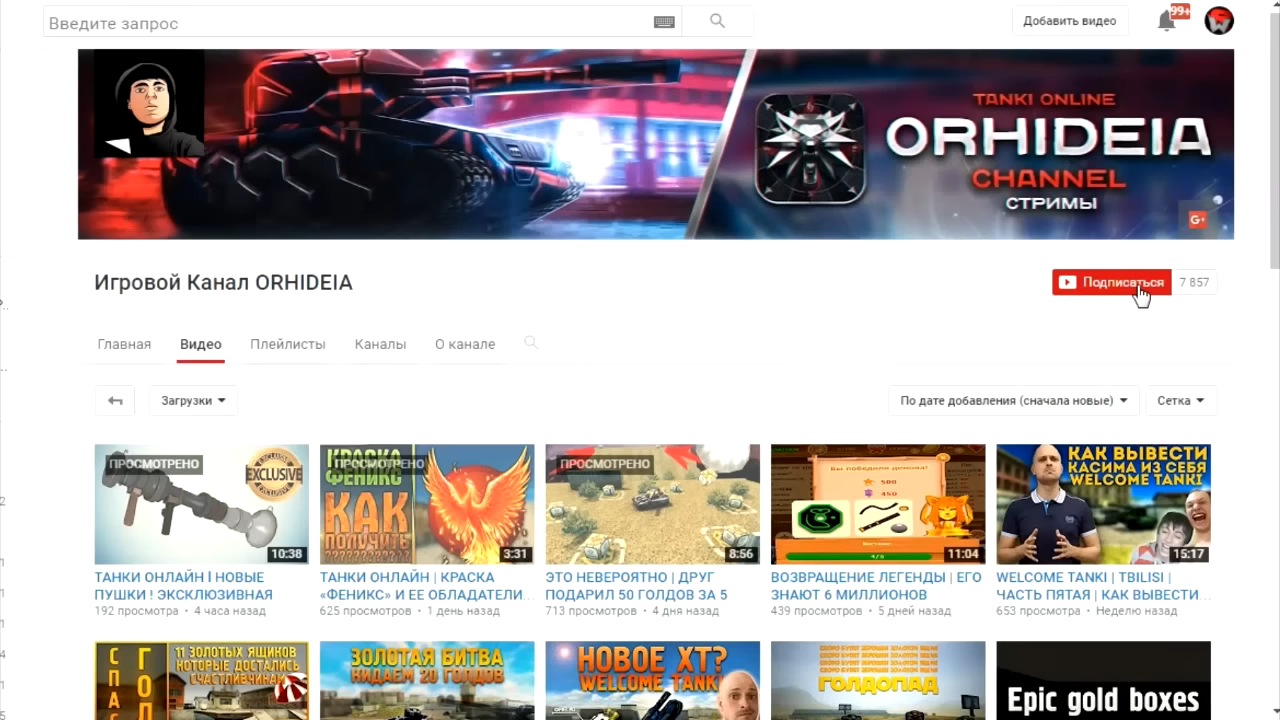 Введите запрос
Добавить видео
99+
TANKI ONLINE
ORHIDEIA
CHANNEL
СТРИМЫ
G+
Игровой Канал ORHIDEIA
Подписаться
7 857
Главная
Видео
Плейлисты
Каналы
О канале
Загрузки
По дате добавления (сначала новые)
Сетка
ПРОСМОТРЕНО
EXCLUSIVE
10:38
ТАНКИ ОНЛАЙН l НОВЫЕ
ПУШКИ ! ЭКСКЛЮЗИВНАЯ
192 просмотра • 4 часа назад
ПРОСМОТРЕНО
КРАСКА
ФЕНИКС
КАК
ПОЛУЧИТЬ
3:31
ТАНКИ ОНЛАЙН | КРАСКА
«ФЕНИКС» И ЕЕ ОБЛАДАТЕЛИ...
625 просмотров • 1 день назад
ПРОСМОТРЕНО
8:56
ЭТО НЕВЕРОЯТНО | ДРУГ
ПОДАРИЛ 50 ГОЛДОВ ЗА 5
713 просмотров • 4 дня назад
Вы победили демона!
500
450
4/8
11:04
ВОЗВРАЩЕНИЕ ЛЕГЕНДЫ | ЕГО
ЗНАЮТ 6 МИЛЛИОНОВ
439 просмотров • 5 дней назад
КАК ВЫВЕСТИ
КАСИМА ИЗ СЕБЯ
WELCOME TANKI
15:17
WELCOME TANKI | TBILISI |
ЧАСТЬ ПЯТАЯ | КАК ВЫВЕСТИ...
653 просмотра • Неделю назад
11 ЗОЛОТЫХ ЯЩИКОВ
КОТОРЫЕ ДОСТАЛИСЬ
СЧАСТЛИВЧИКАМ
ЗОЛОТАЯ БИТВА
КИДАЕМ 20 ГОЛДОВ
НОВОЕ ХТ?
WELCOME TANKI
ГОЛДОПАД
Epic gold boxes